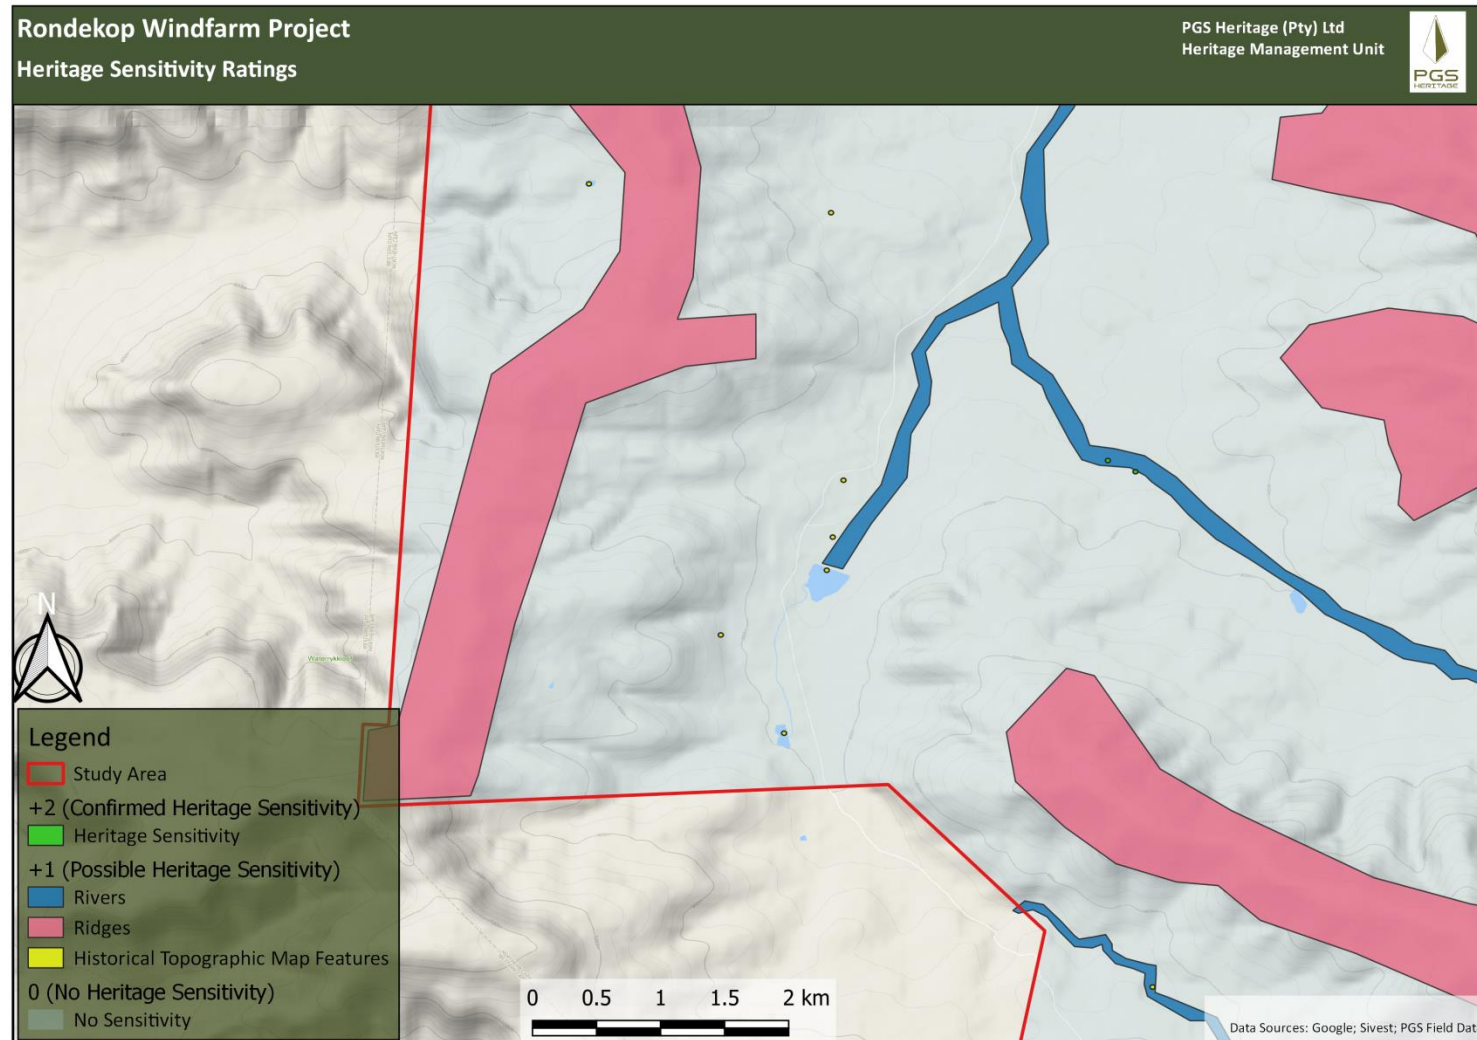 Rondekop Windfarm Project
Heritage Sensitivity Ratings
PGS Heritage (Pty) Ltd
Heritage Management Unit
PGS
HERITAGE
N
Legend
Study Area
+2 (Confirmed Heritage Sensitivity)
Heritage Sensitivity
+1 (Possible Heritage Sensitivity)
Rivers
Ridges
Historical Topographic Map Features
0 (No Heritage Sensitivity)
No Sensitivity
0 0.5 1 1.5 2 km
Data Sources: Google; Sivest; PGS Field Dat